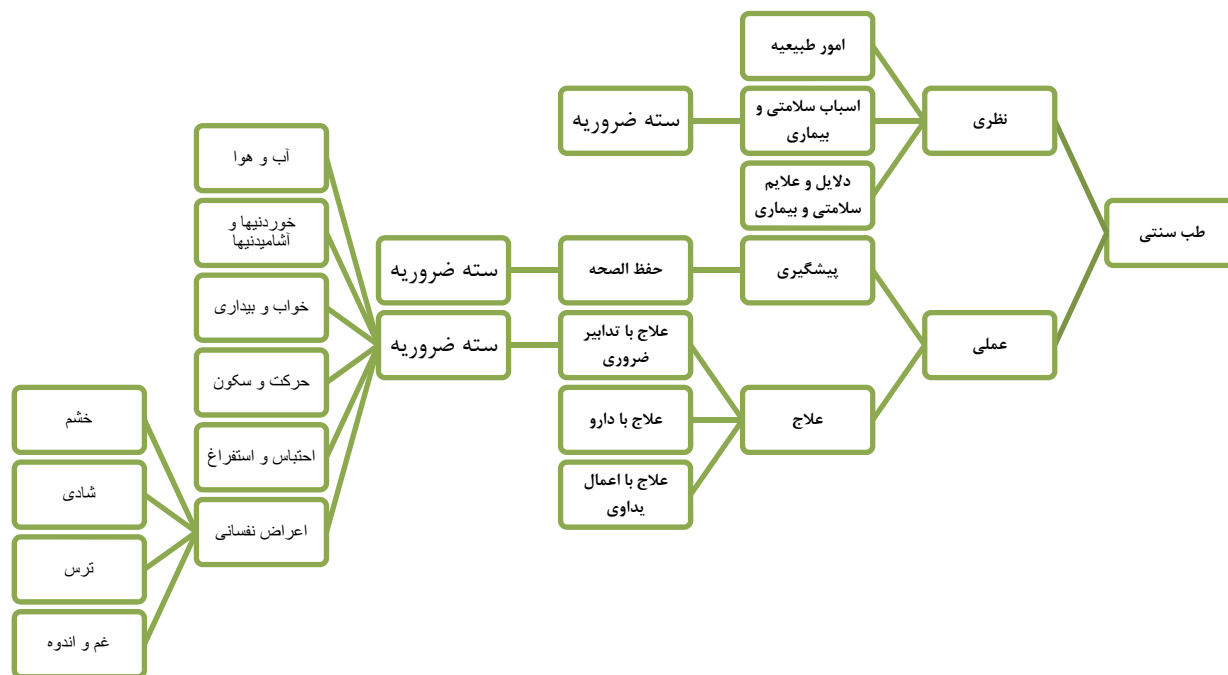 طب سنتی
نظری
امور طبیعیه
اسباب سلامتی و
بیماری
سته ضروریه
دلایل و علایم
سلامتی و بیماری
عملی
پیشگیری
حفظ الصحه
سته ضروریه
علاج
علاج با تدابیر
ضروری
سته ضروریه
آب و هوا
خوردنیها و
آشامیدنیها
خواب و بیداری
حرکت و سکون
احتباس و استفراغ
اعراض نفسانی
خشم
شادی
ترس
غم و اندوه
علاج با دارو
علاج با اعمال
یداوی